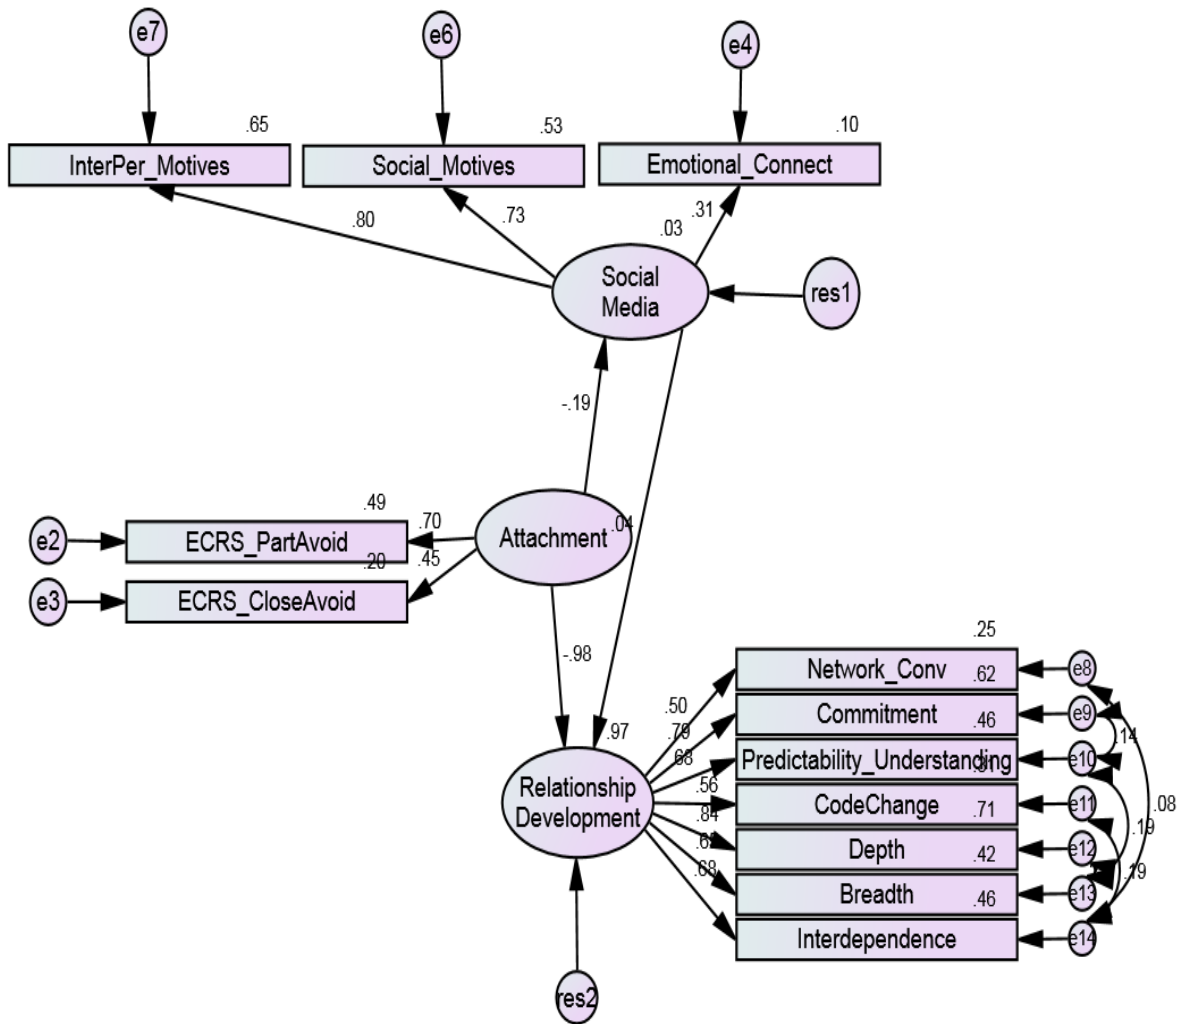 e7
e6
e4
.65
.53
.10
InterPer_Motives
Social_Motives
Emotional_Connect
.80
.73
.31
.03
Social
Media
res1
-.19
.49
.70
e2
ECRS_PartAvoid
Attachment
.04
.20
.45
e3
ECRS_CloseAvoid
-.98
.25
Network_Conv
.62
e8
.50
Commitment
.46
e9
.79
.97
.14
.68
Predictability_Understanding
e10
Relationship
Development
.56
CodeChange
.71
e11
.08
.84
.19
Depth
.42
e12
.19
Breadth
.46
e13
.68
Interdependence
e14
res2